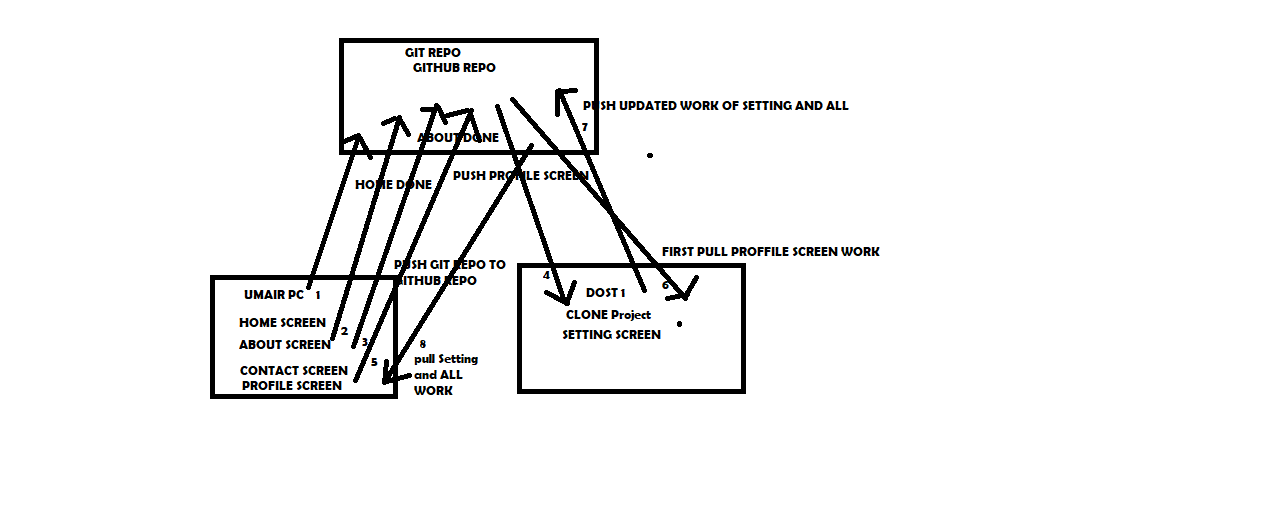 GIT REPO
GITHUB REPO
PUSH UPDATED WORK OF SETTING AND ALL
7
ABOUT DONE
PUSH PROFILE SCREEN
HOME DONE
FIRST PULL PROFFILE SCREEN WORK
PUSH GIT REPO TO
GITHUB REPO
UMAIR PC 1
HOME SCREEN
2
ABOUT SCREEN
3
5
CONTACT SCREEN
PROFILE SCREEN
8
pull Setting
and ALL
WORK
4
6
DOST 1
CLONE Project
SETTING SCREEN